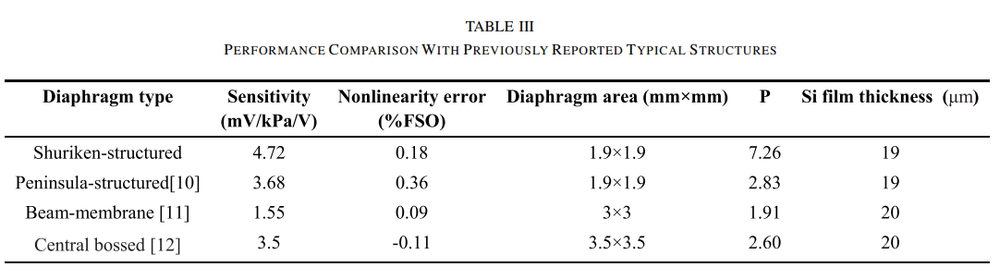 TABLE III
PERFORMANCE COMPARISON WITH PREVIOUSLY REPORTED TYPICAL STRUCTURES
Diaphragm type Sensitivity Nonlinearity error Diaphragm area (mm×mm) P Si film thickness (μm)
(mV/kPa/V) (%FSO)
Shuriken-structured 4.72 0.18 1.9×1.9 7.26 19
Peninsula-structured[10] 3.68 0.36 1.9×1.9 2.83 19
Beam-membrane [11] 1.55 0.09 3×3 1.91 20
Central bossed [12] 3.5 -0.11 3.5×3.5 2.60 20